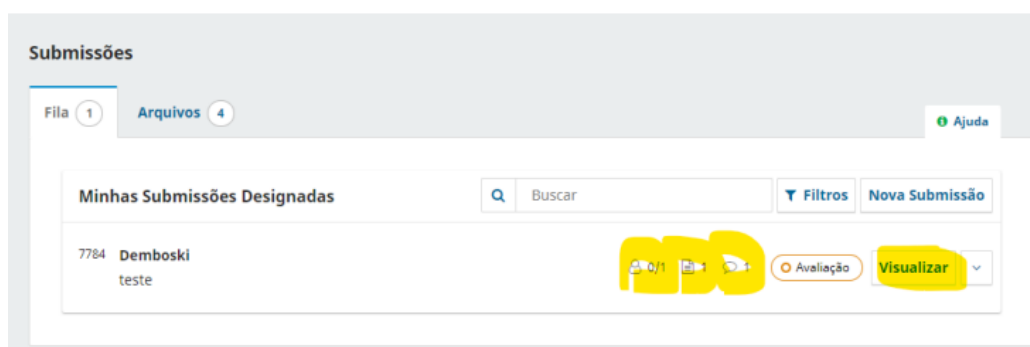 Submissões
Fila 1 Arquivos 4
Ajuda
Minhas Submissões Designadas Buscar Filtros Nova Submissão
7784 Demboski 0/1 1 1 Avaliação Visualizar
teste